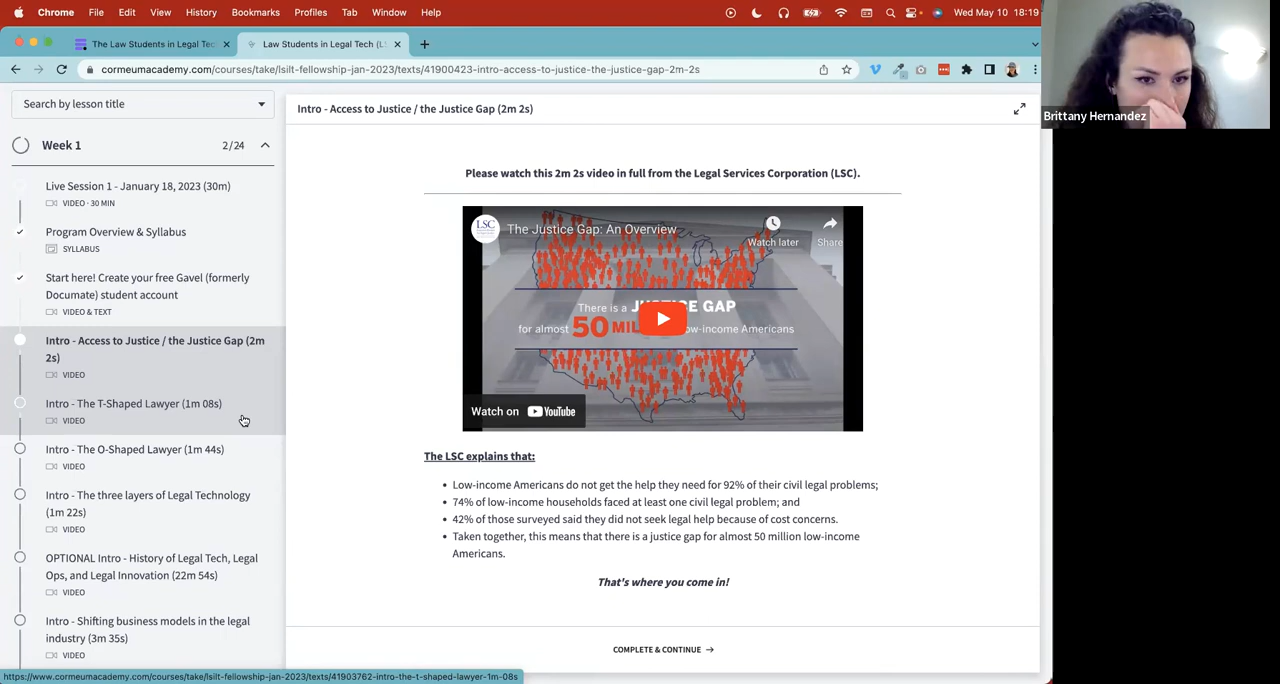 Chrome File Edit View History Bookmarks Profiles Tab Window Help Wed May 10 18:19
The Law Students in Legal Tec Law Students in Legal Tech (L
cormeumacademy.com/courses/take/lsilt-fellowship-jan-2023/texts/41900423-intro-access-to-justice-the-justice-gap-2m-2s
Brittany Hernandez
Search by lesson title
Week 1 2/24
Live Session 1 - January 18, 2023 (30m)
VIDEO · 30 MIN
Program Overview & Syllabus
SYLLABUS
Start here! Create your free Gavel (formerly
Documate) student account
VIDEO & TEXT
Intro - Access to Justice / the Justice Gap (2m
2s)
VIDEO
Intro - The T-Shaped Lawyer (1m 08s)
VIDEO
Intro - The O-Shaped Lawyer (1m 44s)
VIDEO
Intro - The three layers of Legal Technology
(1m 22s)
VIDEO
OPTIONAL Intro - History of Legal Tech, Legal
Ops, and Legal Innovation (22m 54s)
VIDEO
Intro - Shifting business models in the legal
industry (3m 35s)
VIDEO
Intro - Access to Justice / the Justice Gap (2m 2s)
Please watch this 2m 2s video in full from the Legal Services Corporation (LSC).
LSC
The Justice Gap: An Overview
Watch later Share
There is a JUSTICE GAP
for almost 50 MIL low-income Americans
Watch on YouTube
The LSC explains that:
• Low-income Americans do not get the help they need for 92% of their civil legal problems;
• 74% of low-income households faced at least one civil legal problem; and
• 42% of those surveyed said they did not seek legal help because of cost concerns.
• Taken together, this means that there is a justice gap for almost 50 million low-income
Americans.
That's where you come in!
COMPLETE & CONTINUE →
https://www.cormeumacademy.com/courses/take/lsilt-fellowship-jan-2023/texts/41903762-intro-the-t-shaped-lawyer-1m-08s